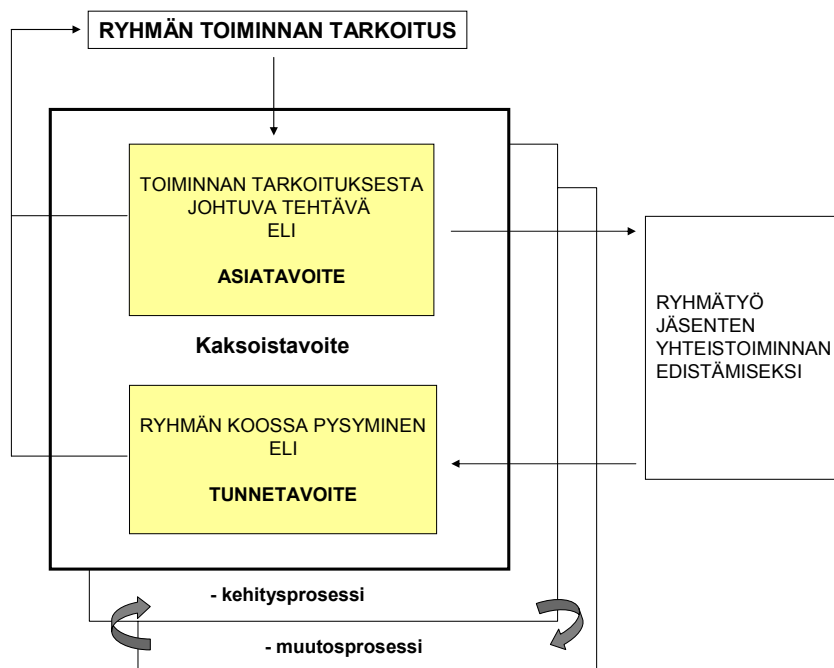 RYHMÄN TOIMINNAN TARKOITUS
TOIMINNAN TARKOITUKSESTA
JOHTUVA TEHTÄVÄ
ELI
ASIATAVOITE
Kaksoistavoite
RYHMÄN KOOSSA PYSYMINEN
ELI
TUNNETAVOITE
RYHMÄTYÖ
JÄSENTEN
YHTEISTOIMINNAN
EDISTÄMISEKSI
- kehitysprosessi
- muutosprosessi